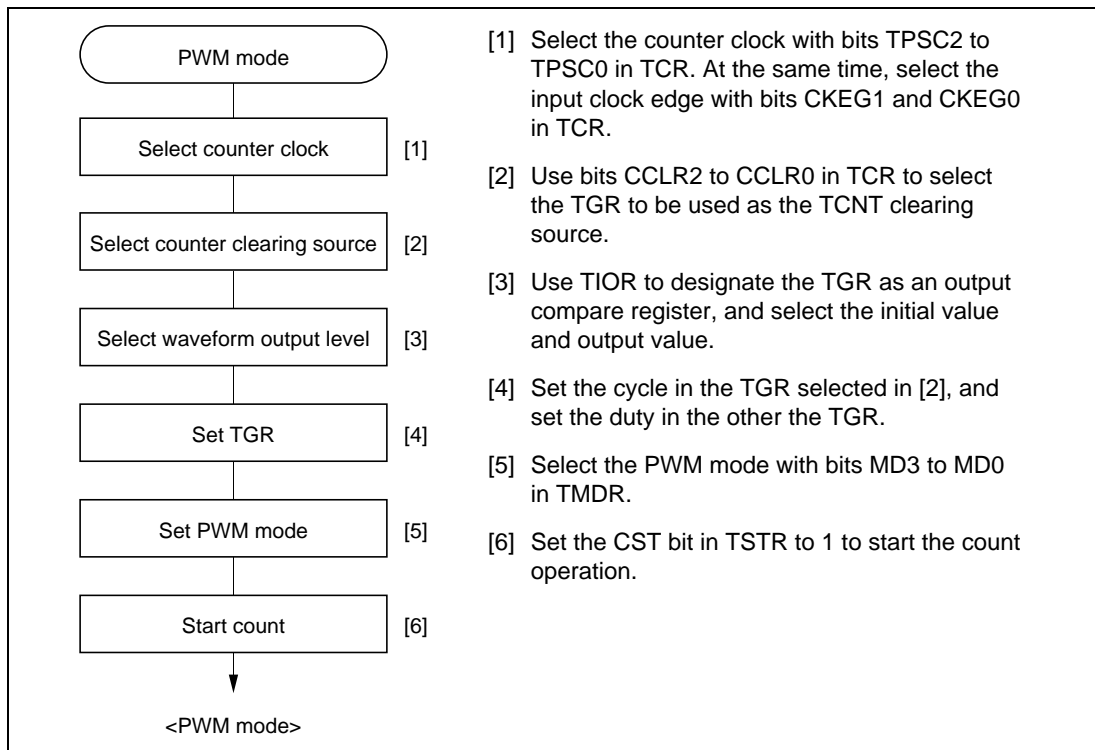 PWM mode
Select counter clock [1]
Select counter clearing source [2]
Select waveform output level [3]
Set TGR [4]
Set PWM mode [5]
Start count [6]
<PWM mode>
[1] Select the counter clock with bits TPSC2 to
TPSC0 in TCR. At the same time, select the
input clock edge with bits CKEG1 and CKEG0
in TCR.
[2] Use bits CCLR2 to CCLR0 in TCR to select
the TGR to be used as the TCNT clearing
source.
[3] Use TIOR to designate the TGR as an output
compare register, and select the initial value
and output value.
[4] Set the cycle in the TGR selected in [2], and
set the duty in the other the TGR.
[5] Select the PWM mode with bits MD3 to MD0
in TMDR.
[6] Set the CST bit in TSTR to 1 to start the count
operation.